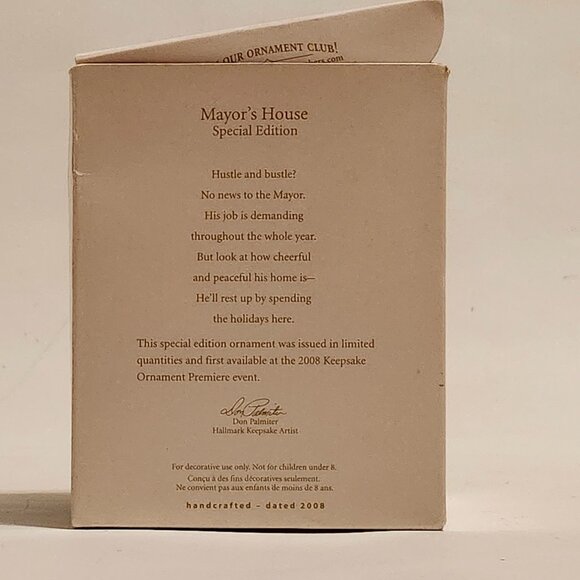 OUR ORNAMENT CLUB!
Mayor's House
Special Edition
Hustle and bustle?
No news to the Mayor.
His job is demanding
throughout the whole year.
But look at how cheerful
and peaceful his home is—
He'll rest up by spending
the holidays here.
This special edition ornament was issued in limited
quantities and first available at the 2008 Keepsake
Ornament Premiere event.
Don Palmiter
Don Palmiter
Hallmark Keepsake Artist
For decorative use only. Not for children under 8.
Conçu à des fins décoratives seulement.
Ne convient pas aux enfants de moins de 8 ans.
handcrafted – dated 2008